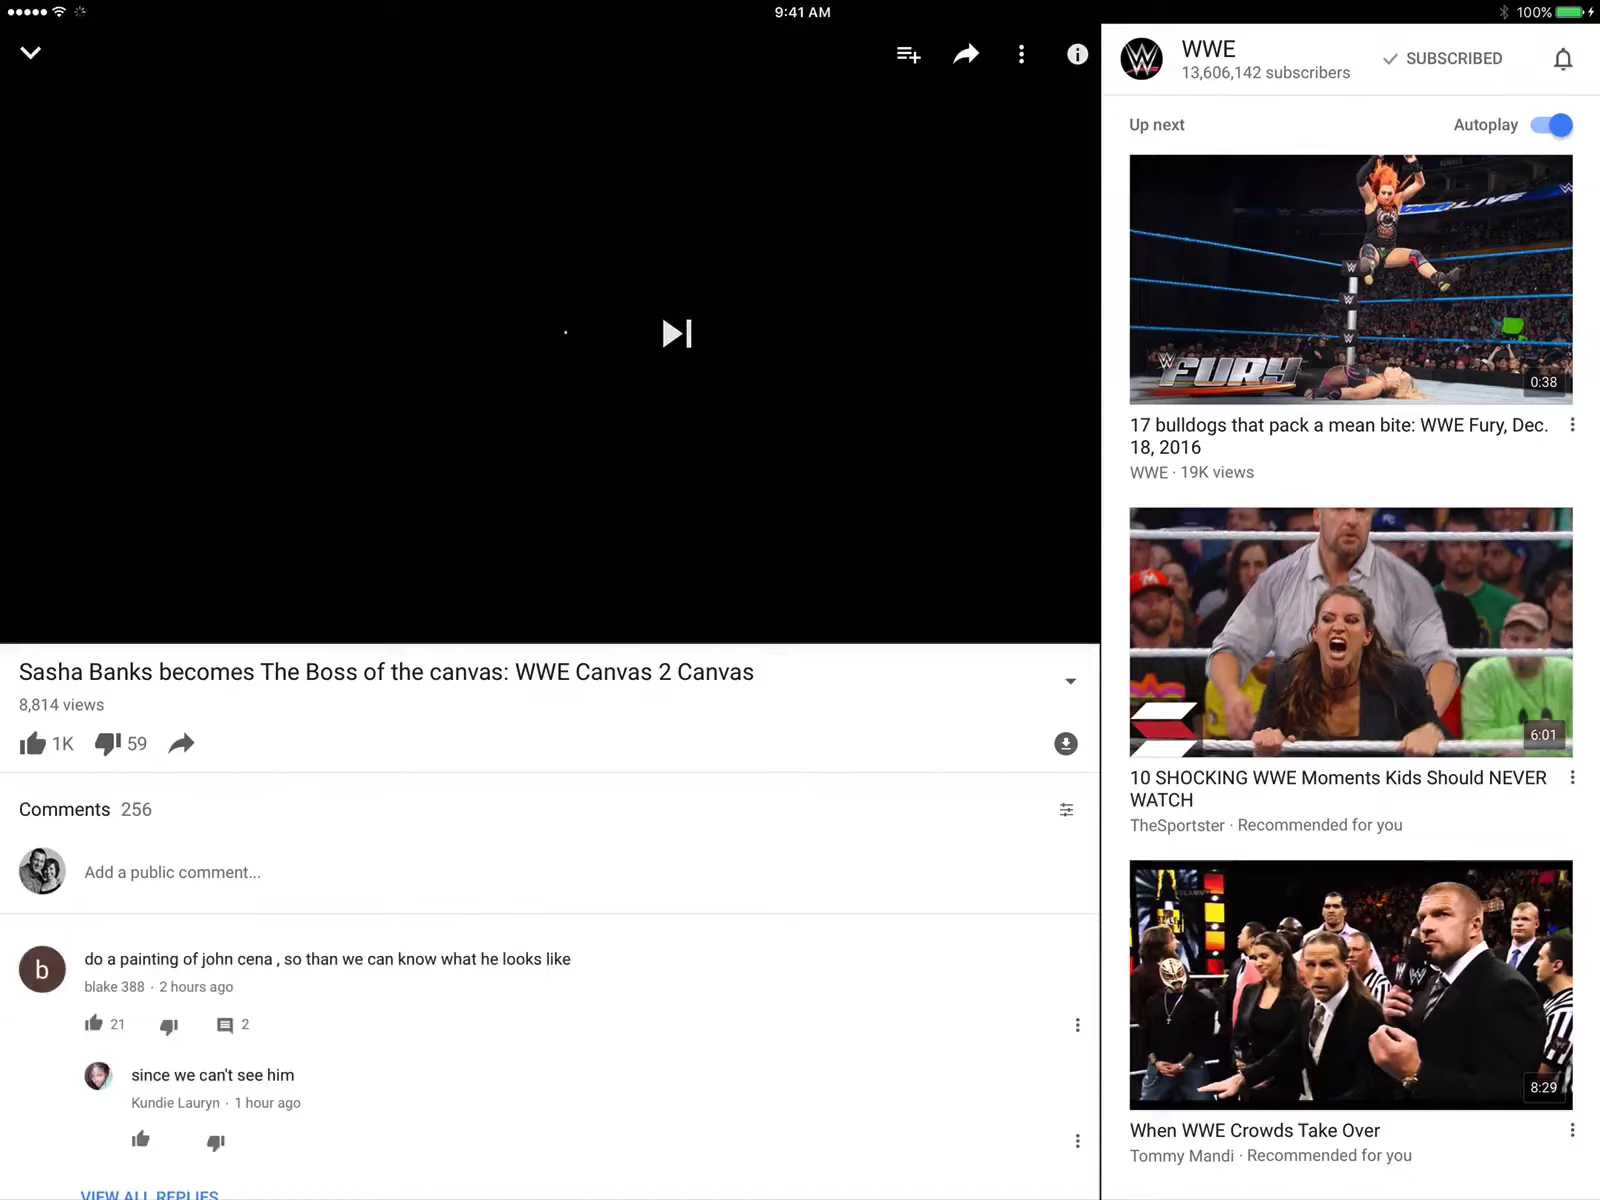 9:41 AM
100%
WWE
13,606,142 subscribers
SUBSCRIBED
Up next
Autoplay
LIVE
FURY
0:38
17 bulldogs that pack a mean bite: WWE Fury, Dec.
18, 2016
WWE · 19K views
6:01
10 SHOCKING WWE Moments Kids Should NEVER
WATCH
TheSportster · Recommended for you
8:29
When WWE Crowds Take Over
Tommy Mandi · Recommended for you
Sasha Banks becomes The Boss of the canvas: WWE Canvas 2 Canvas
8,814 views
1K
59
Comments 256
Add a public comment...
b
do a painting of john cena , so than we can know what he looks like
blake 388 · 2 hours ago
21
2
since we can't see him
Kundie Lauryn · 1 hour ago
VIEW ALL REPLIES